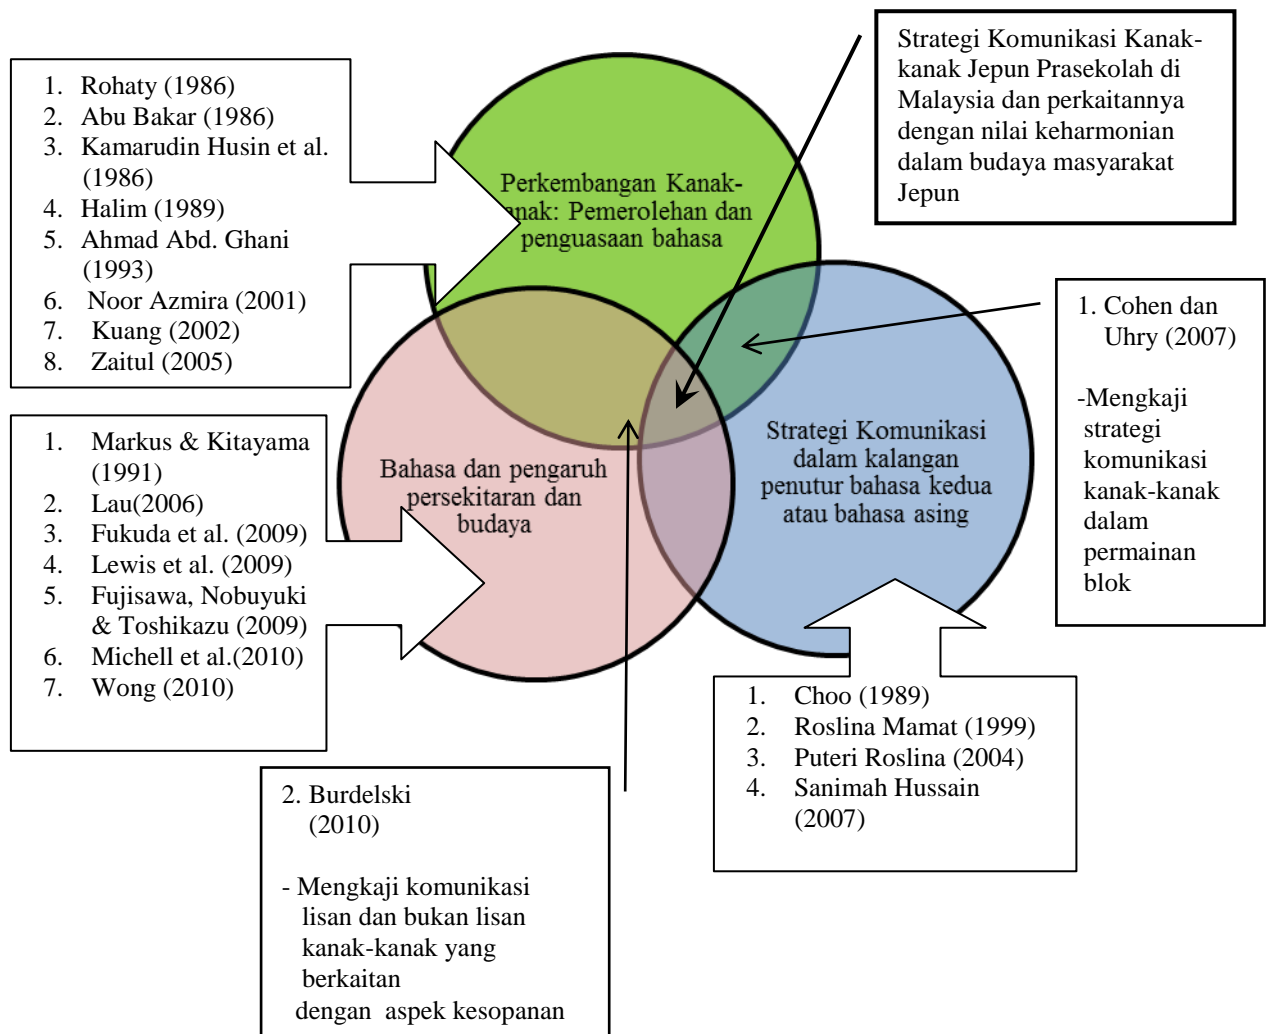 1. Rohaty (1986)
2. Abu Bakar (1986)
3. Kamarudin Husin et al.
(1986)
4. Halim (1989)
5. Ahmad Abd. Ghani
(1993)
6. Noor Azmira (2001)
7. Kuang (2002)
8. Zaitul (2005)
Perkembangan Kanak-
anak: Pemerolehan dan
penguasaan bahasa
Strategi Komunikasi Kanak-
kanak Jepun Prasekolah di
Malaysia dan perkaitannya
dengan nilai keharmonian
dalam budaya masyarakat
Jepun
1. Cohen dan
Uhry (2007)
-Mengkaji
strategi
komunikasi
kanak-kanak
dalam
permainan
blok
1. Markus & Kitayama
(1991)
2. Lau(2006)
3. Fukuda et al. (2009)
4. Lewis et al. (2009)
5. Fujisawa, Nobuyuki
& Toshikazu (2009)
6. Michell et al.(2010)
7. Wong (2010)
Bahasa dan pengaruh
persekitaran dan
budaya
Strategi Komunikasi
dalam kalangan
penutur bahasa kedua
atau bahasa asing
1. Choo (1989)
2. Roslina Mamat (1999)
3. Puteri Roslina (2004)
4. Sanimah Hussain
(2007)
2. Burdelski
(2010)
- Mengkaji komunikasi
lisan dan bukan lisan
kanak-kanak yang
berkaitan
dengan aspek kesopanan